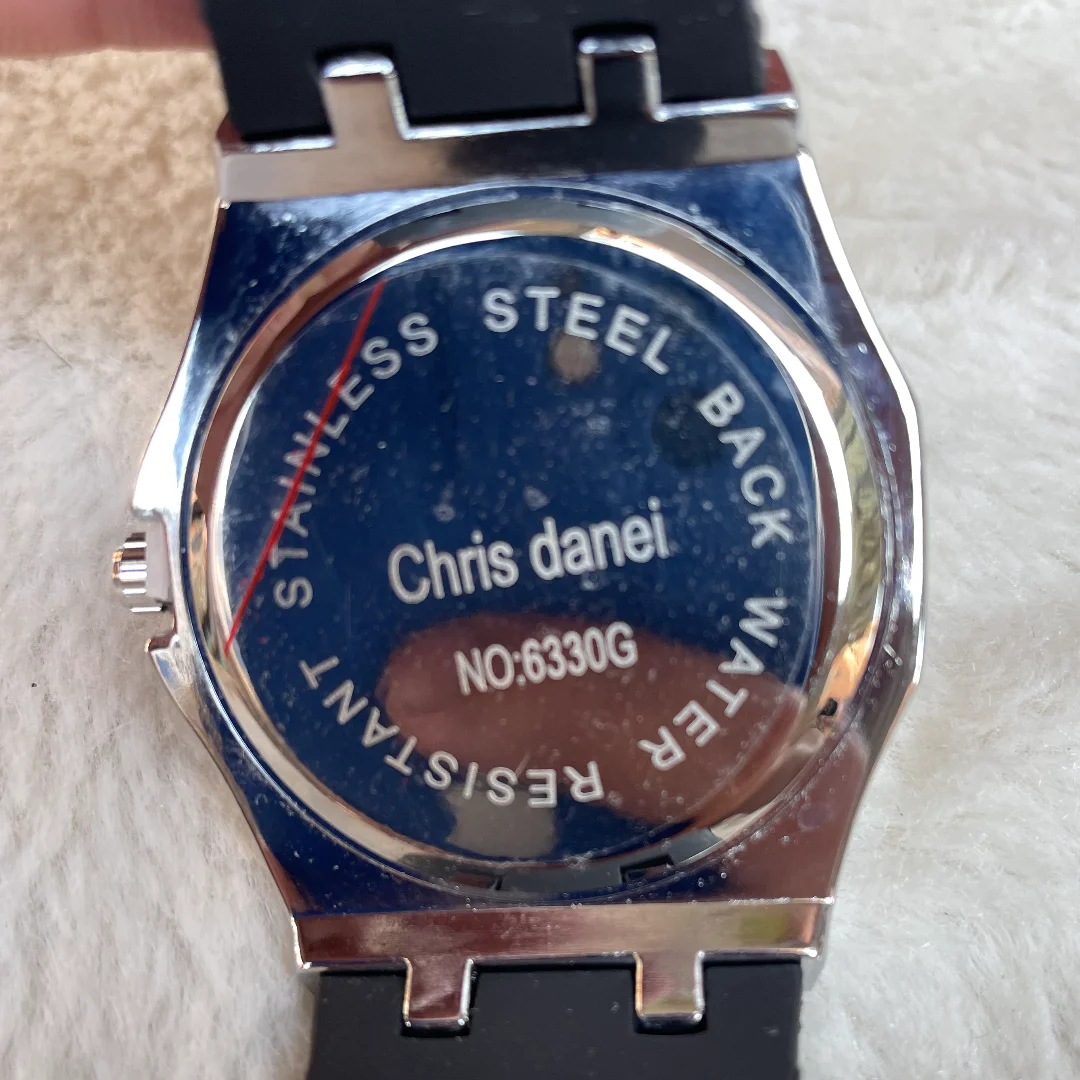 STAINLESS STEEL BACK WATER RESISTANT
Chris danei
NO:6330G